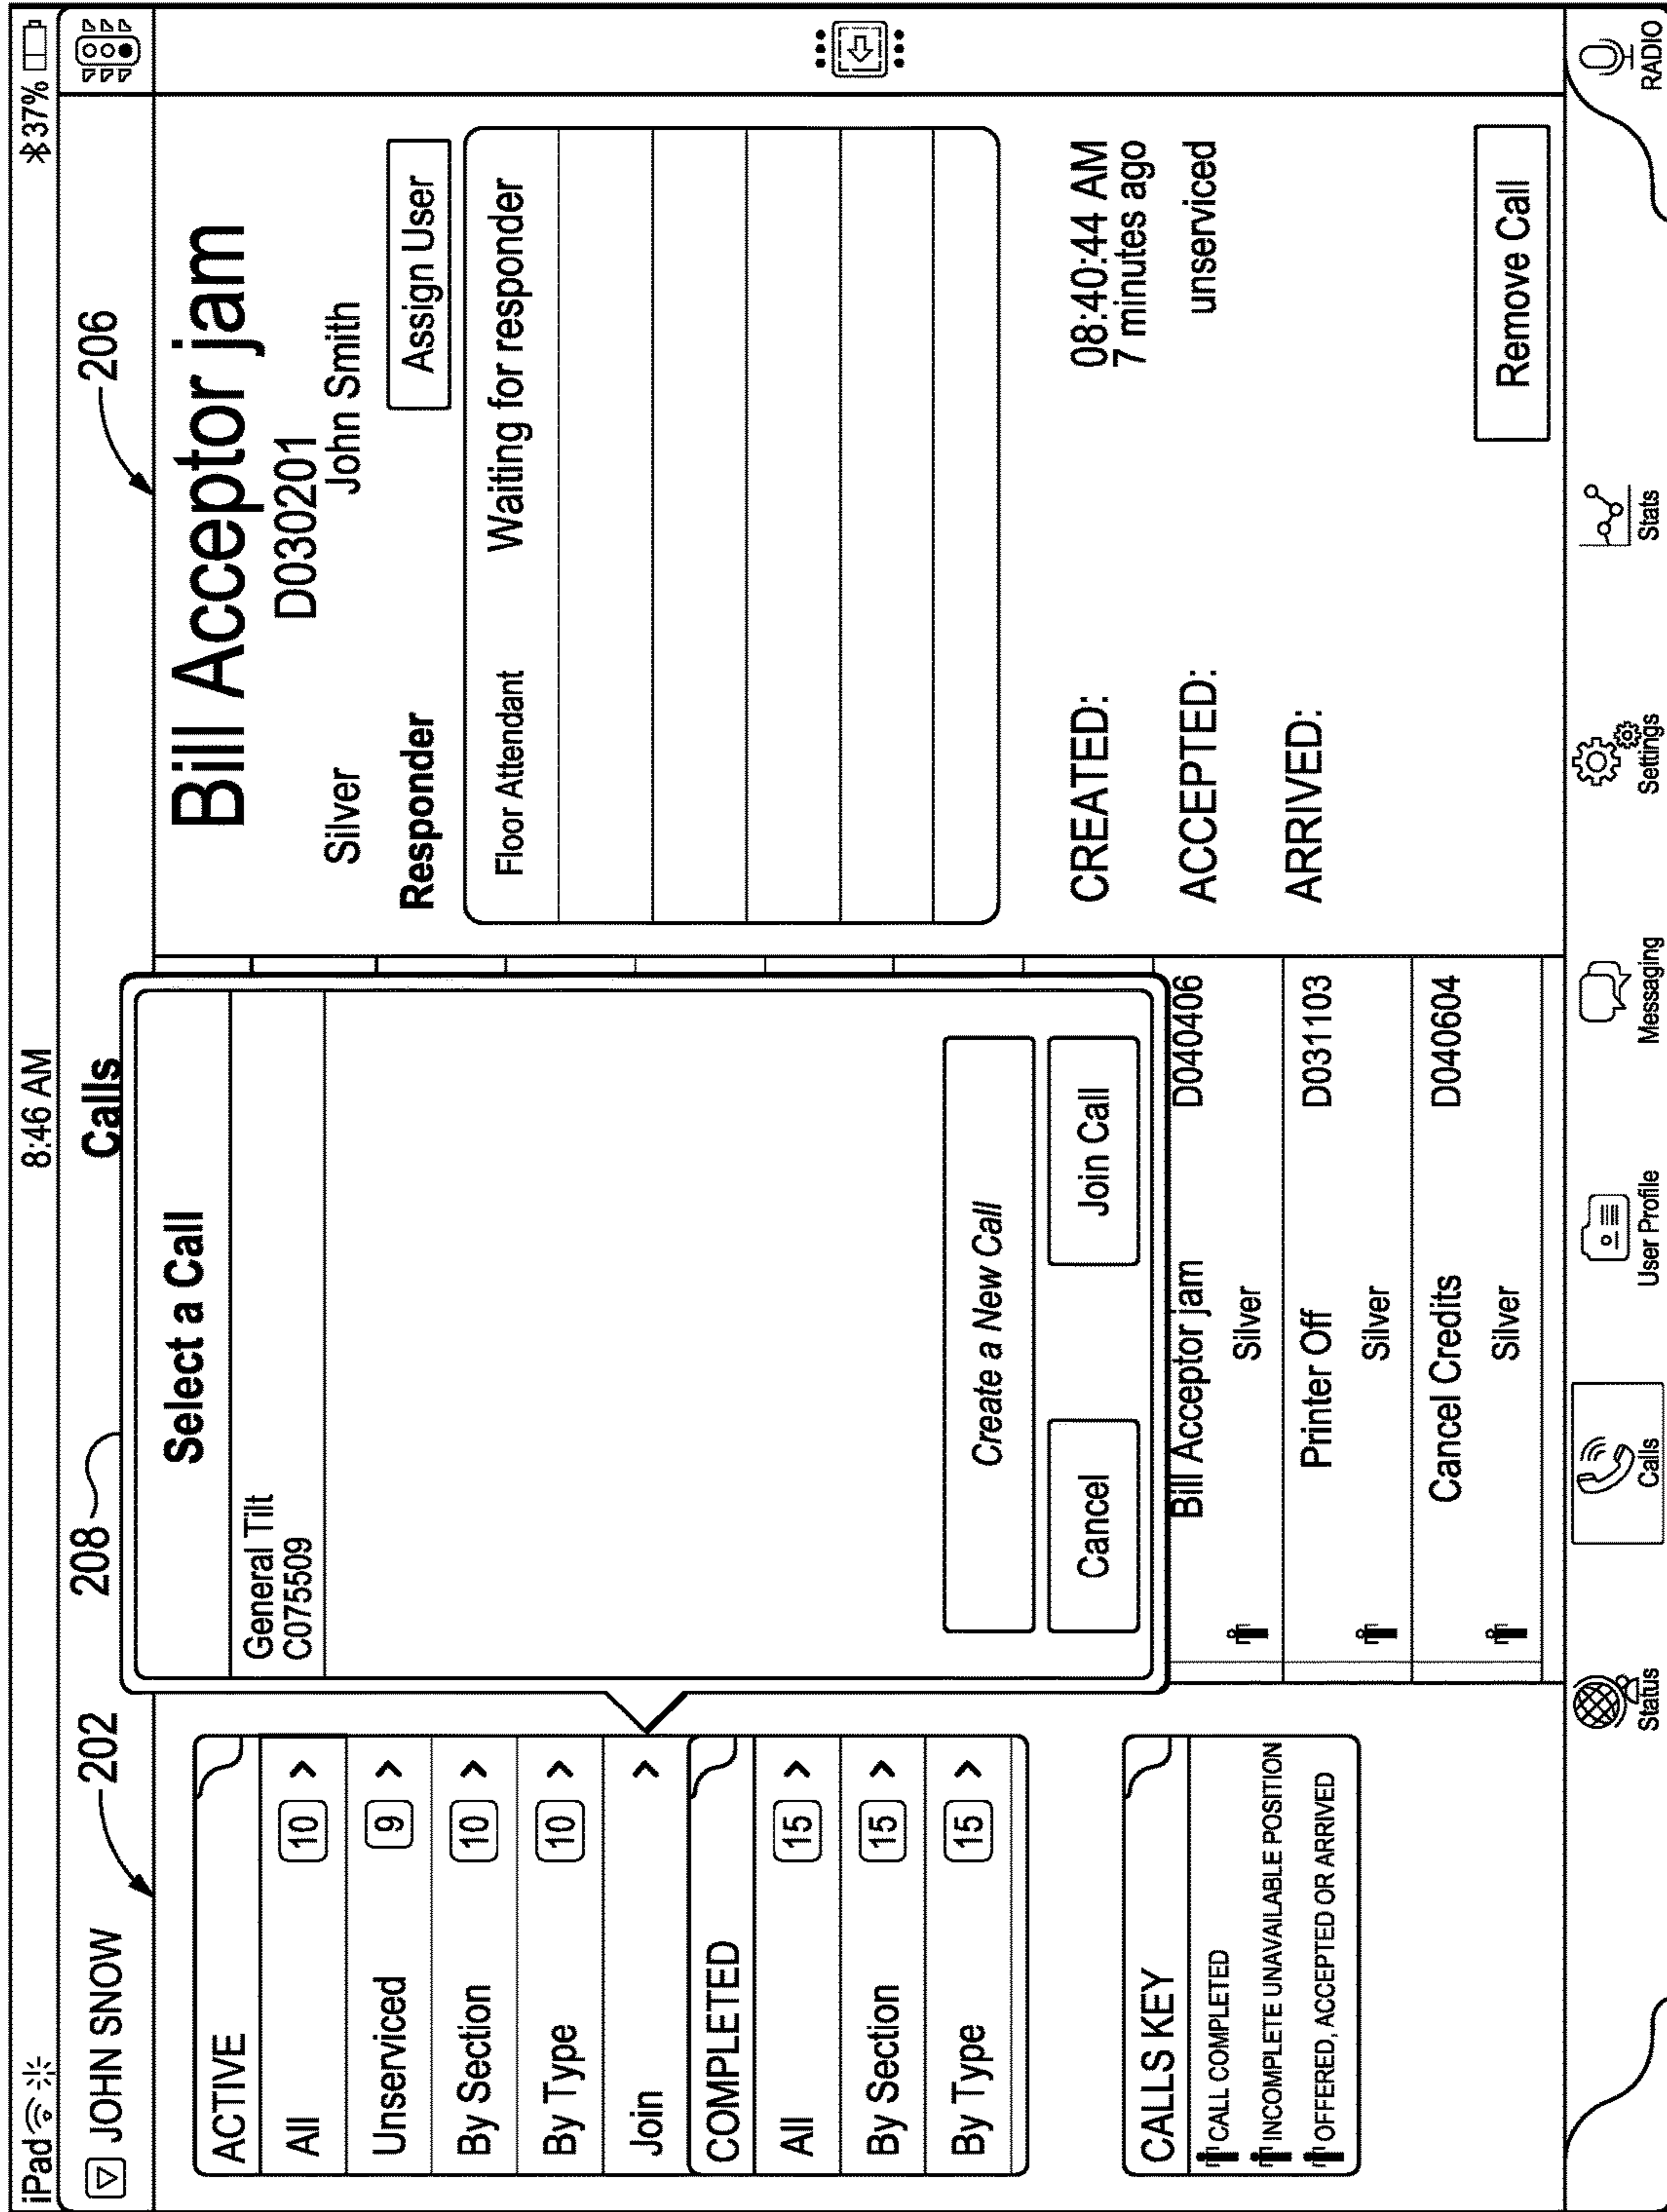 iPad 8:46 AM 37%
JOHN SNOW
202
208
Calls
206
ACTIVE
All 10 >
Unserviced 9 >
By Section 10 >
By Type 10 >
Join >
COMPLETED
All 15 >
By Section 15 >
By Type 15 >
CALLS KEY
CALL COMPLETED
INCOMPLETE UNAVAILABLE POSITION
OFFERED, ACCEPTED OR ARRIVED
Select a Call
General Tilt
C075509
Create a New Call
Cancel Join Call
Bill Acceptor jam D040406
Silver
Printer Off D031103
Silver
Cancel Credits D040604
Silver
Bill Acceptor jam
D030201
Silver John Smith
Responder Assign User
Floor Attendant Waiting for responder
CREATED: 08:40:44 AM
7 minutes ago
ACCEPTED: unserviced
ARRIVED:
Remove Call
Status Calls User Profile Messaging Settings Stats RADIO